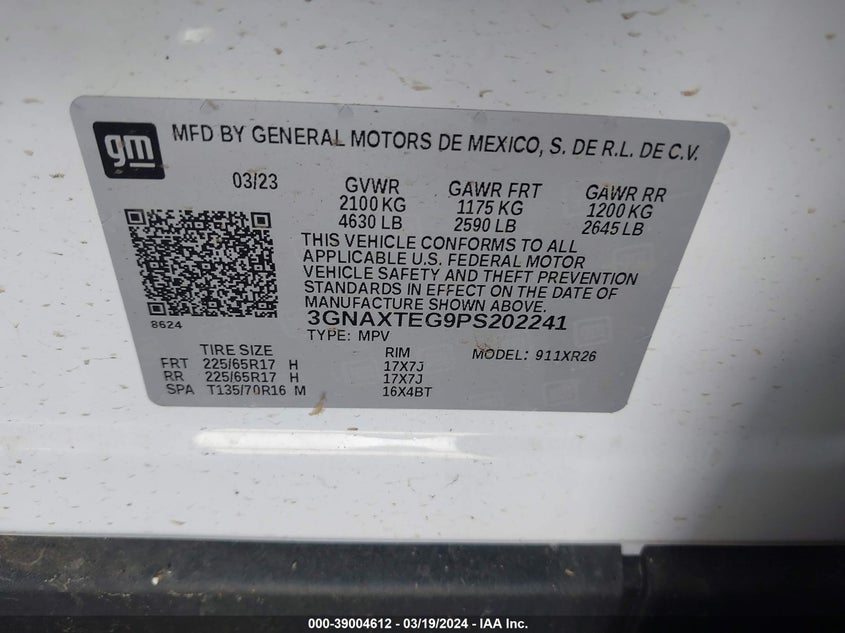 gm
MFD BY GENERAL MOTORS DE MEXICO, S. DE R.L. DE C.V.
03/23 GVWR GAWR FRT GAWR RR
2100 KG 1175 KG 1200 KG
4630 LB 2590 LB 2645 LB
THIS VEHICLE CONFORMS TO ALL
APPLICABLE U.S. FEDERAL MOTOR
VEHICLE SAFETY AND THEFT PREVENTION
STANDARDS IN EFFECT ON THE DATE OF
MANUFACTURE SHOWN ABOVE.
8624
3GNAXTEG9PS202241
TYPE: MPV
TIRE SIZE RIM MODEL: 911XR26
FRT 225/65R17 H 17X7J
RR 225/65R17 H 17X7J
SPA T135/70R16 M 16X4BT
000-39004612 - 03/19/2024 - IAA Inc.